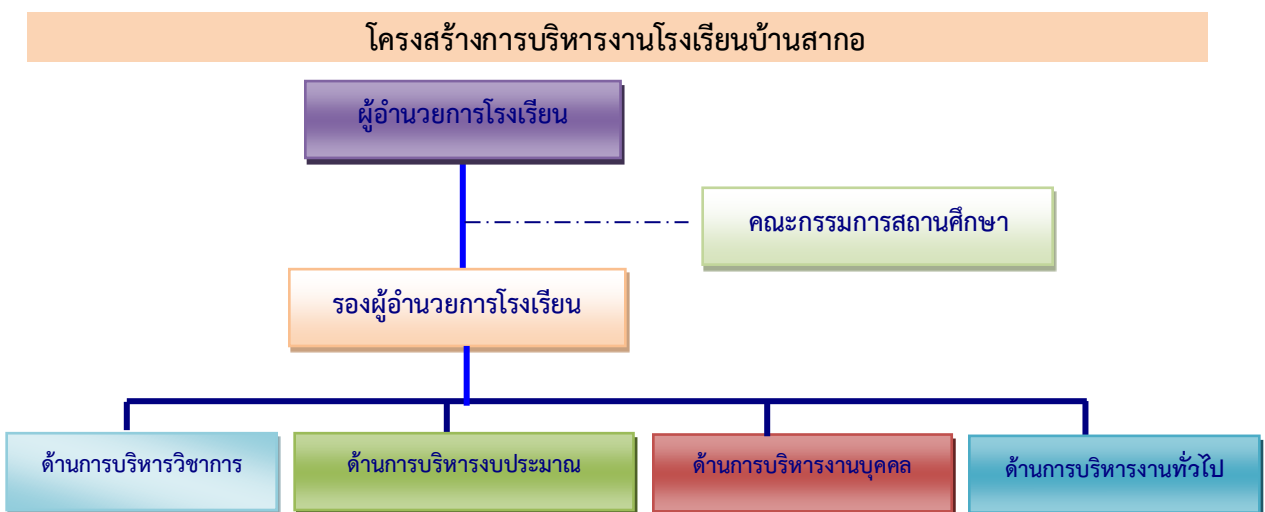 โครงสร้างการบริหารงานโรงเรียนบ้านสากอ
ผู้อำนวยการโรงเรียน
คณะกรรมการสถานศึกษา
รองผู้อำนวยการโรงเรียน
ด้านการบริหารวิชาการ
ด้านการบริหารงบประมาณ
ด้านการบริหารงานบุคคล
ด้านการบริหารงานทั่วไป